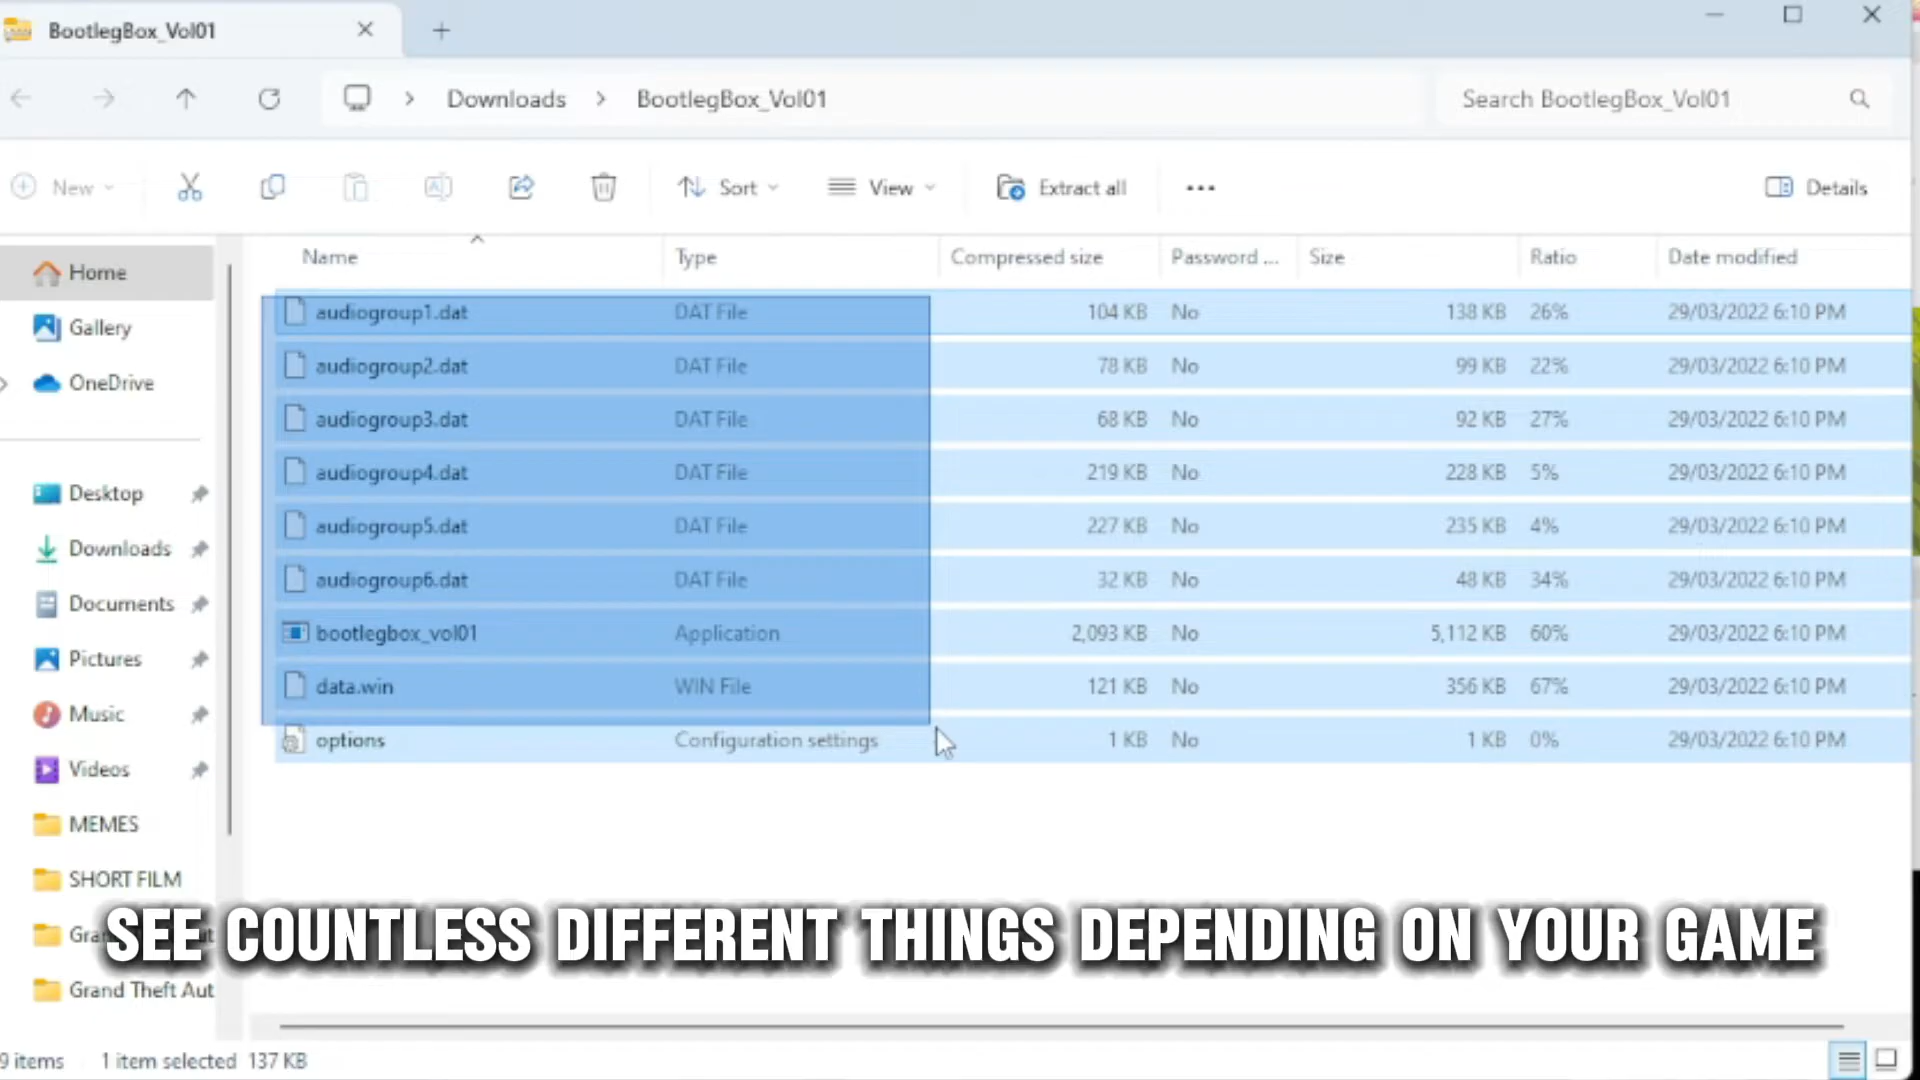 BootlegBox_Vol01
Downloads > BootlegBox_Vol01
Search BootlegBox_Vol01
New
Sort
View
Extract all
Details
Name Type Compressed size Password ... Size Ratio Date modified
audiogroup1.dat DAT File 104 KB No 138 KB 26% 29/03/2022 6:10 PM
audiogroup2.dat DAT File 78 KB No 99 KB 22% 29/03/2022 6:10 PM
audiogroup3.dat DAT File 68 KB No 92 KB 27% 29/03/2022 6:10 PM
audiogroup4.dat DAT File 219 KB No 228 KB 5% 29/03/2022 6:10 PM
audiogroup5.dat DAT File 227 KB No 235 KB 4% 29/03/2022 6:10 PM
audiogroup6.dat DAT File 32 KB No 48 KB 34% 29/03/2022 6:10 PM
bootlegbox_vol01 Application 2,093 KB No 5,112 KB 60% 29/03/2022 6:10 PM
data.win WIN File 121 KB No 356 KB 67% 29/03/2022 6:10 PM
options Configuration settings 1 KB No 1 KB 0% 29/03/2022 6:10 PM
Home
Gallery
OneDrive
Desktop
Downloads
Documents
Pictures
Music
Videos
MEMES
SHORT FILM
SEE COUNTLESS DIFFERENT THINGS DEPENDING ON YOUR GAME
Grand Theft Aut
9 items 1 item selected 137 KB